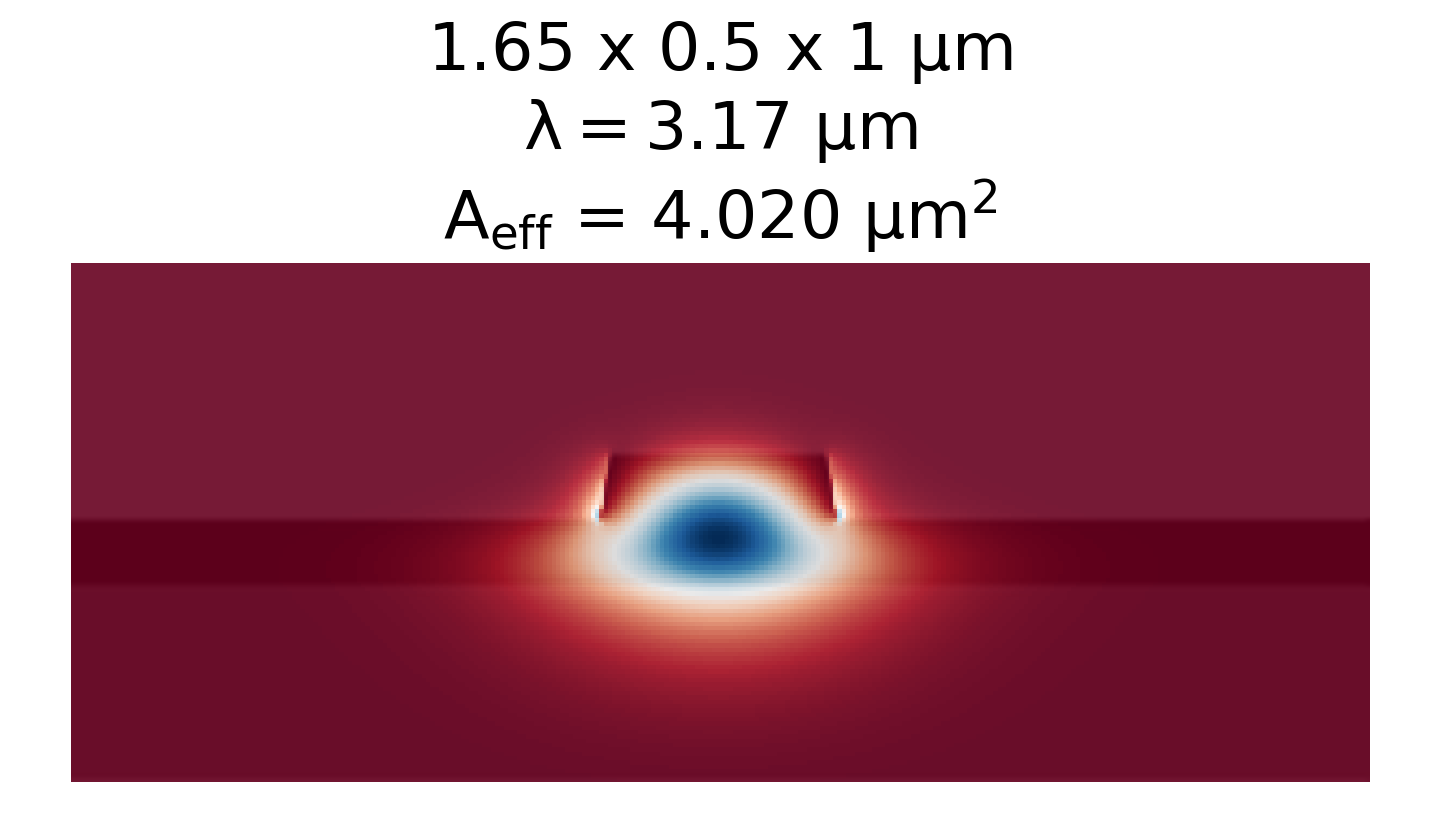 1.65 x 0.5 x 1 μm
λ = 3.17 μm
A_eff = 4.020 μm²